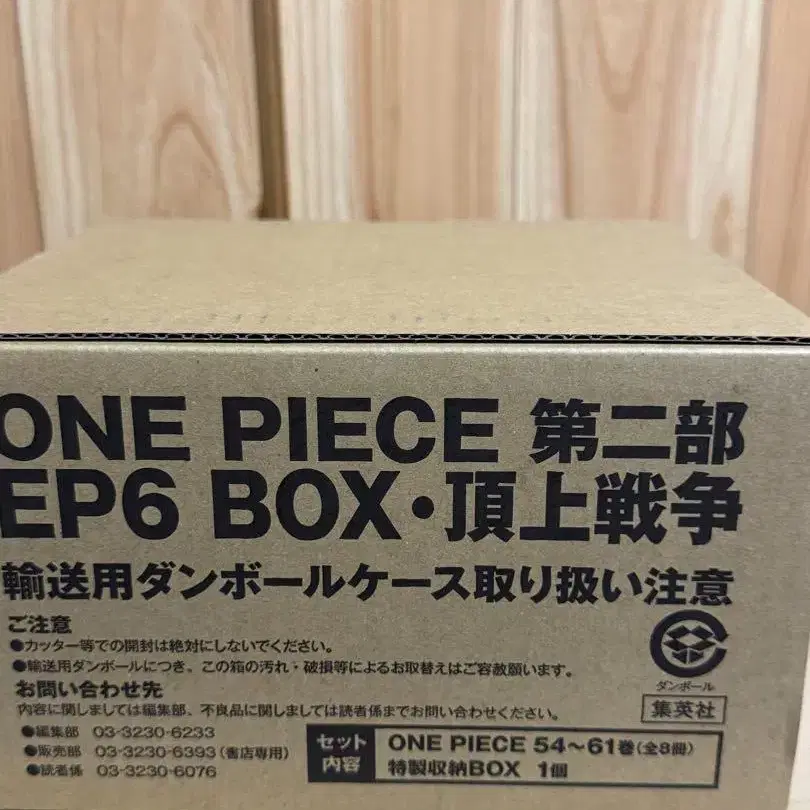 ONE PIECE 第二部
EP6 BOX・頂上戦争
輸送用ダンボールケース取り扱い注意
ご注意
●カッター等での開封は絶対にしないでください。
●輸送用ダンボールにつき、この箱の汚れ・破損等によるお取替えはご容赦願います。
ダンボール
お問い合わせ先
内容に関しましては編集部、不良品に関しましては読者係までお問い合わせください。
集英社
●編集部 03-3230-6233
●販売部 03-3230-6393(書店専用)
●読者係 03-3230-6076
セット内容
ONE PIECE 54～61巻(全8冊)
特製収納BOX 1個